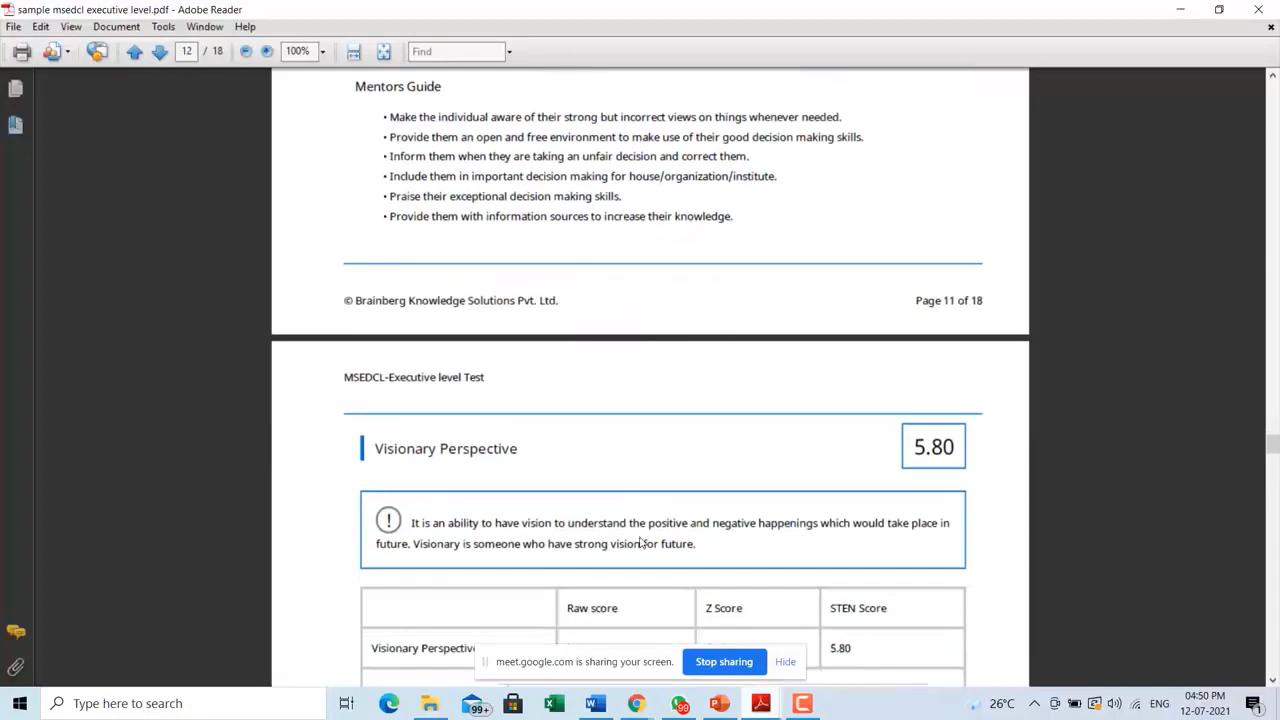 sample msedcl executive level.pdf - Adobe Reader
File Edit View Document Tools Window Help
12 / 18 100% Find
Mentors Guide
• Make the individual aware of their strong but incorrect views on things whenever needed.
• Provide them an open and free environment to make use of their good decision making skills.
• Inform them when they are taking an unfair decision and correct them.
• Include them in important decision making for house/organization/institute.
• Praise their exceptional decision making skills.
• Provide them with information sources to increase their knowledge.
© Brainberg Knowledge Solutions Pvt. Ltd. Page 11 of 18
MSEDCL-Executive level Test
Visionary Perspective 5.80
It is an ability to have vision to understand the positive and negative happenings which would take place in
future. Visionary is someone who have strong vision for future.
Raw score Z Score STEN Score
Visionary Perspective 5.80
meet.google.com is sharing your screen. Stop sharing Hide
Type here to search 99+ 99 26°C ENG 04:50 PM
12-07-2021 1